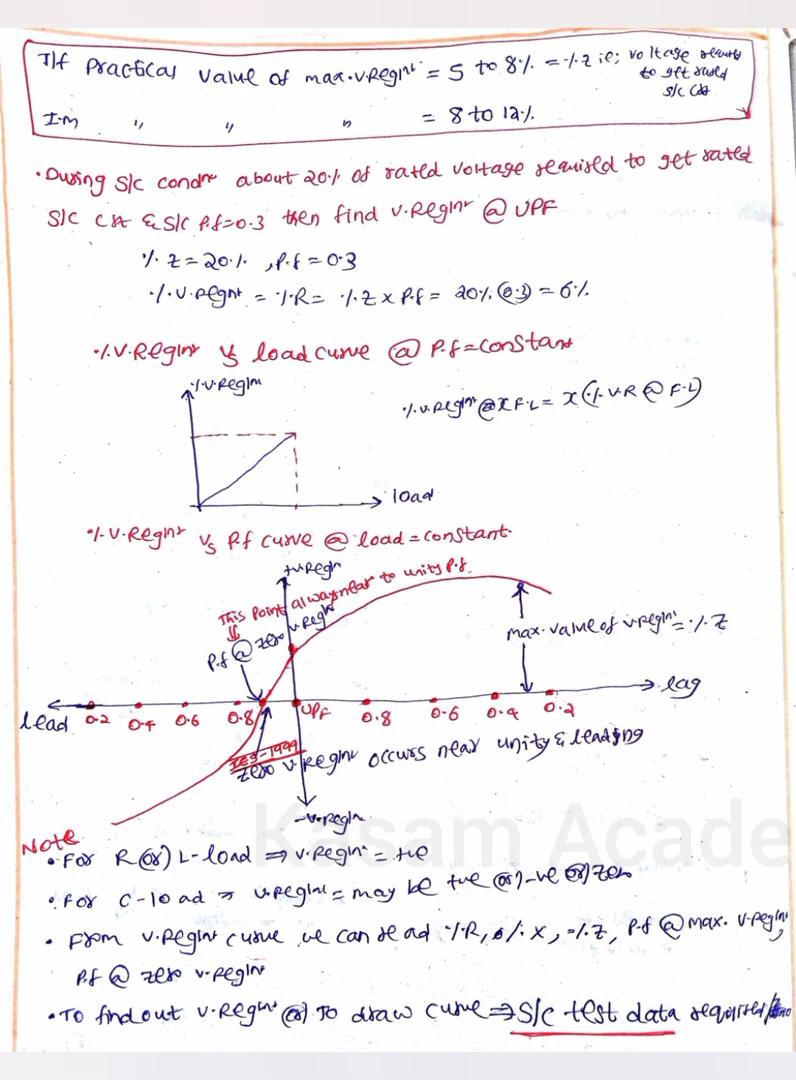 T/f Practical value of max.V.Regln = 5 to 8% = %Z ie; voltage required
to get rated
s/c Crt
I.m " " " = 8 to 12%.
• During S/c condn about 20% of rated voltage required to get rated
S/c Crt & S/c P.f=0.3 then find V.Regln @ UPF
% Z = 20%, P.f = 0.3
% V.Regln = %R = % Z x P.f = 20% (0.3) = 6%
%V.Regln Vs load curve @ P.f=constant
%V.Regln
load
%V.Regln @ x F.L = x (% V.R @ F.L)
%V.Regln Vs P.f curve @ load = constant
+V.Regln
This Point always near to unity P.f
P.f @ zero V.Regln
max. value of V.Regln = % Z
lag
lead 0.2 0.4 0.6 0.8 UPF 0.8 0.6 0.4 0.2
IES-1999
zero V.Regln occurs near unity & leading
-V.Regln
Kasam Acade
Note
• For R (or) L-load ⇒ V.Regln = +ve
• For C-load ⇒ V.Regln = may be +ve (or) -ve (or) zero
• From V.Regln curve we can read %R, %X, %Z, P.f @ max. V.Regln,
P.f @ zero V.Regln
• To findout V.Regln (or) To draw curve ⇒ S/c test data required